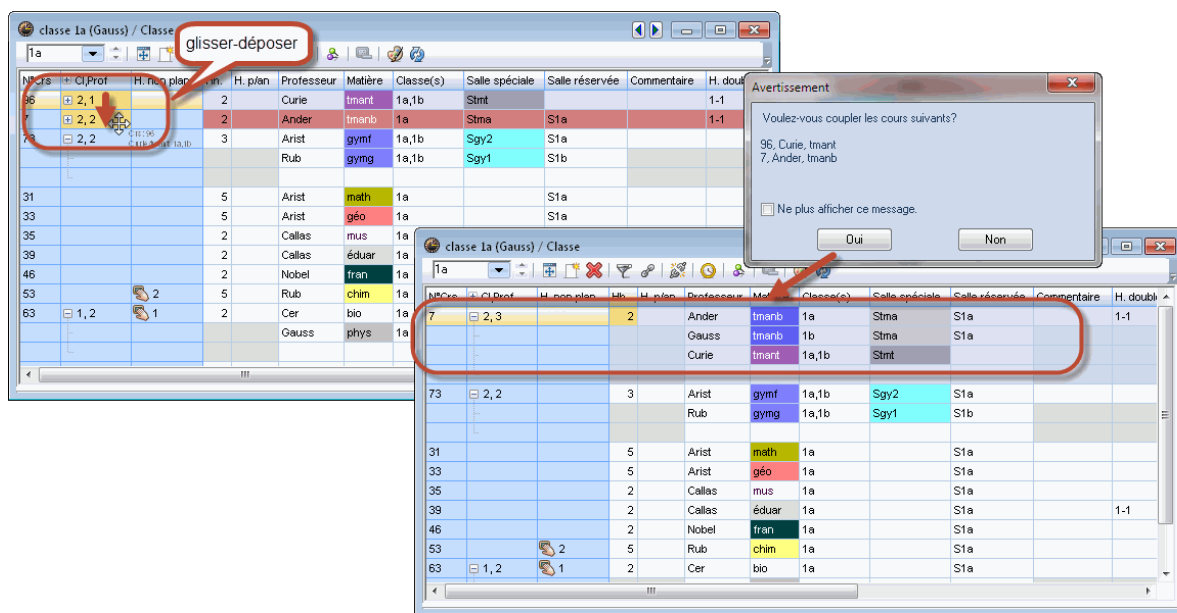 classe 1a (Gauss) / Classe
glisser-déposer
1a
N°Crs Cl,Prof H. non plan Hh. H. p/an Professeur Matière Classe(s) Salle spéciale Salle réservée Commentaire H. doubl
96 2, 1 2 Curie tmant 1a,1b Stmt 1-1
7 2, 2 2 Ander tmanb 1a Stma S1a 1-1
73 2, 2 3 Arist gymf 1a,1b Sgy2 S1a
Crs: 96
Rub gymg 1a,1b Sgy1 S1b
31 5 Arist math 1a S1a
33 5 Arist géo 1a S1a
35 2 Callas mus 1a
39 2 Callas éduar 1a
46 2 Nobel fran 1a
53 2 5 Rub chim 1a
63 1, 2 1 2 Cer bio 1a
Gauss phys 1a
Avertissement
Voulez-vous coupler les cours suivants?
96, Curie, tmant
7, Ander, tmanb
Ne plus afficher ce message.
Oui Non
classe 1a (Gauss) / Classe
1a
N°Crs Cl,Prof H. non plan Hh. H. p/an Professeur Matière Classe(s) Salle spéciale Salle réservée Commentaire H. doubl
7 2, 3 2 Ander tmanb 1a Stma S1a 1-1
Gauss tmanb 1b Stma S1a
Curie tmant 1a,1b Stmt
73 2, 2 3 Arist gymf 1a,1b Sgy2 S1a
Rub gymg 1a,1b Sgy1 S1b
31 5 Arist math 1a S1a
33 5 Arist géo 1a S1a
35 2 Callas mus 1a S1a
39 2 Callas éduar 1a S1a 1-1
46 2 Nobel fran 1a S1a
53 2 5 Rub chim 1a S1a
63 1, 2 1 2 Cer bio 1a S1a